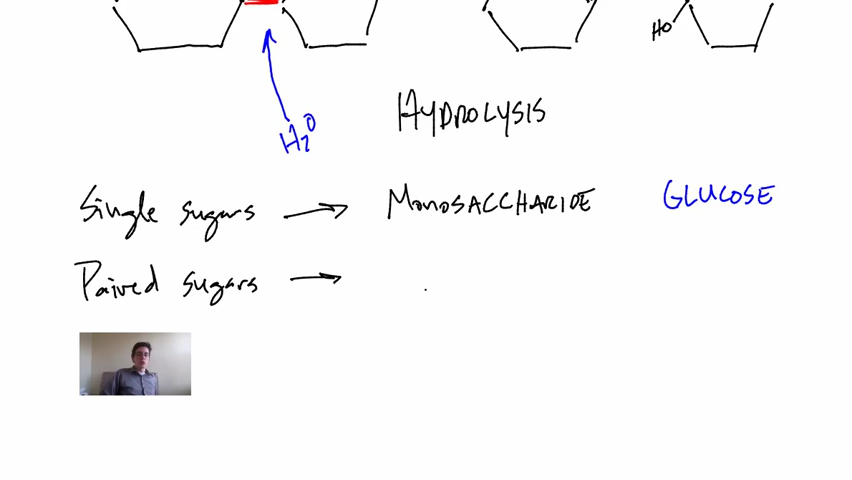 HO
H₂O
HYDROLYSIS
Single sugars → MONOSACCHARIDE GLUCOSE
Paired sugars →